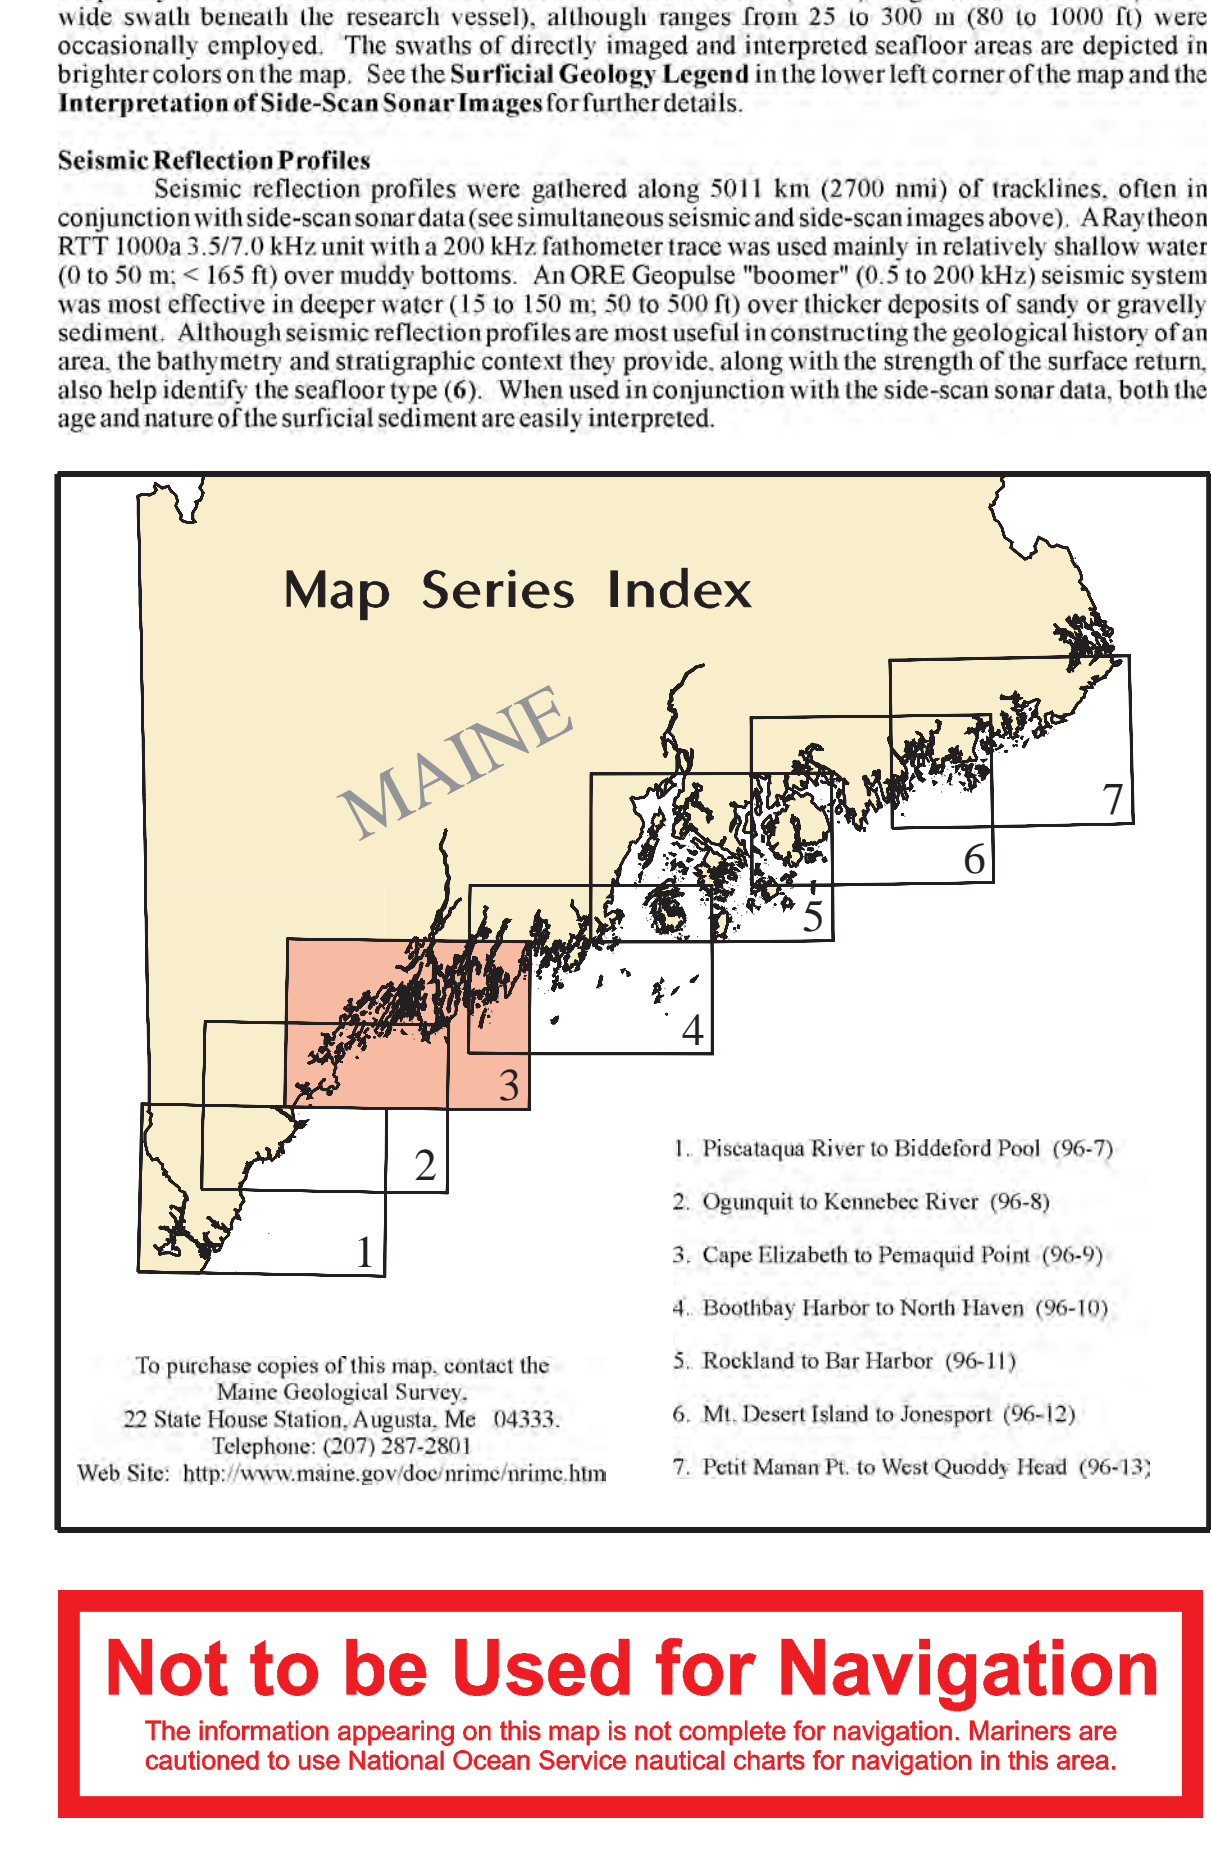 wide swath beneath the research vessel), although ranges from 25 to 300 m (80 to 1000 ft) were
occasionally employed. The swaths of directly imaged and interpreted seafloor areas are depicted in
brighter colors on the map. See the Surficial Geology Legend in the lower left corner of the map and the
Interpretation of Side-Scan Sonar Images for further details.
Seismic Reflection Profiles
Seismic reflection profiles were gathered along 5011 km (2700 nmi) of tracklines, often in
conjunction with side-scan sonar data (see simultaneous seismic and side-scan images above). A Raytheon
RTT 1000a 3.5/7.0 kHz unit with a 200 kHz fathometer trace was used mainly in relatively shallow water
(0 to 50 m; < 165 ft) over muddy bottoms. An ORE Geopulse "boomer" (0.5 to 200 kHz) seismic system
was most effective in deeper water (15 to 150 m; 50 to 500 ft) over thicker deposits of sandy or gravelly
sediment. Although seismic reflection profiles are most useful in constructing the geological history of an
area, the bathymetry and stratigraphic context they provide, along with the strength of the surface return,
also help identify the seafloor type (6). When used in conjunction with the side-scan sonar data, both the
age and nature of the surficial sediment are easily interpreted.
Map Series Index
MAINE
7
6
5
4
3
2
1
1. Piscataqua River to Biddeford Pool (96-7)
2. Ogunquit to Kennebec River (96-8)
3. Cape Elizabeth to Pemaquid Point (96-9)
4. Boothbay Harbor to North Haven (96-10)
5. Rockland to Bar Harbor (96-11)
6. Mt. Desert Island to Jonesport (96-12)
7. Petit Manan Pt. to West Quoddy Head (96-13)
To purchase copies of this map, contact the
Maine Geological Survey,
22 State House Station, Augusta, Me 04333.
Telephone: (207) 287-2801
Web Site: http://www.maine.gov/doc/nrimc/nrimc.htm
Not to be Used for Navigation
The information appearing on this map is not complete for navigation. Mariners are
cautioned to use National Ocean Service nautical charts for navigation in this area.